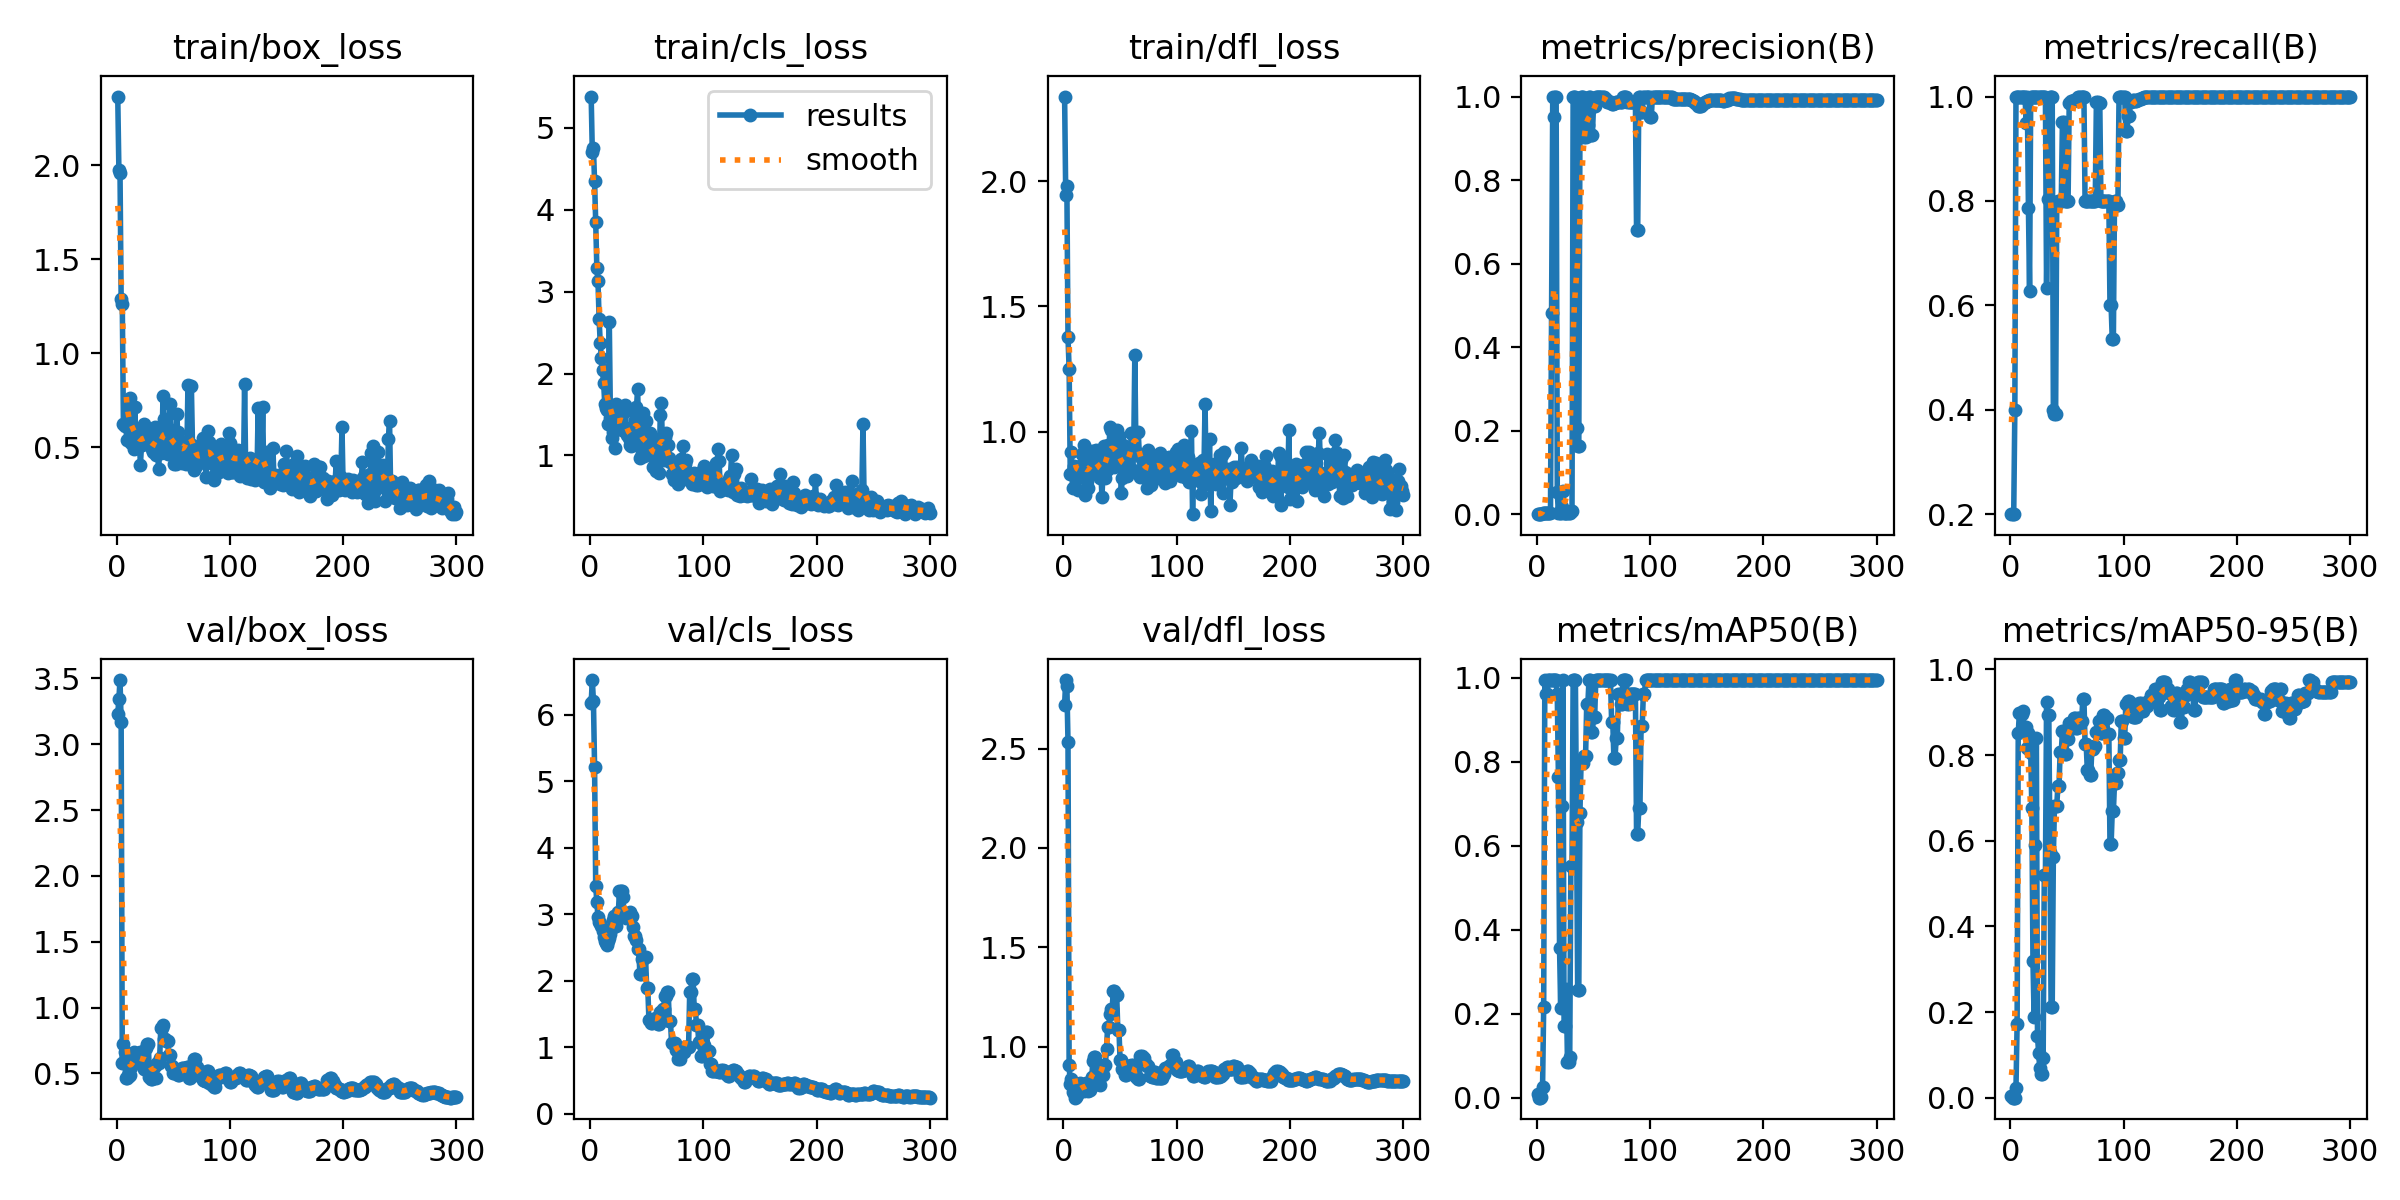 train/box_loss
2.0
1.5
1.0
0.5
0 100 200 300
train/cls_loss
results
smooth
5
4
3
2
1
0 100 200 300
train/dfl_loss
2.0
1.5
1.0
0 100 200 300
metrics/precision(B)
1.0
0.8
0.6
0.4
0.2
0.0
0 100 200 300
metrics/recall(B)
1.0
0.8
0.6
0.4
0.2
0 100 200 300
val/box_loss
3.5
3.0
2.5
2.0
1.5
1.0
0.5
0 100 200 300
val/cls_loss
6
5
4
3
2
1
0
0 100 200 300
val/dfl_loss
2.5
2.0
1.5
1.0
0 100 200 300
metrics/mAP50(B)
1.0
0.8
0.6
0.4
0.2
0.0
0 100 200 300
metrics/mAP50-95(B)
1.0
0.8
0.6
0.4
0.2
0.0
0 100 200 300